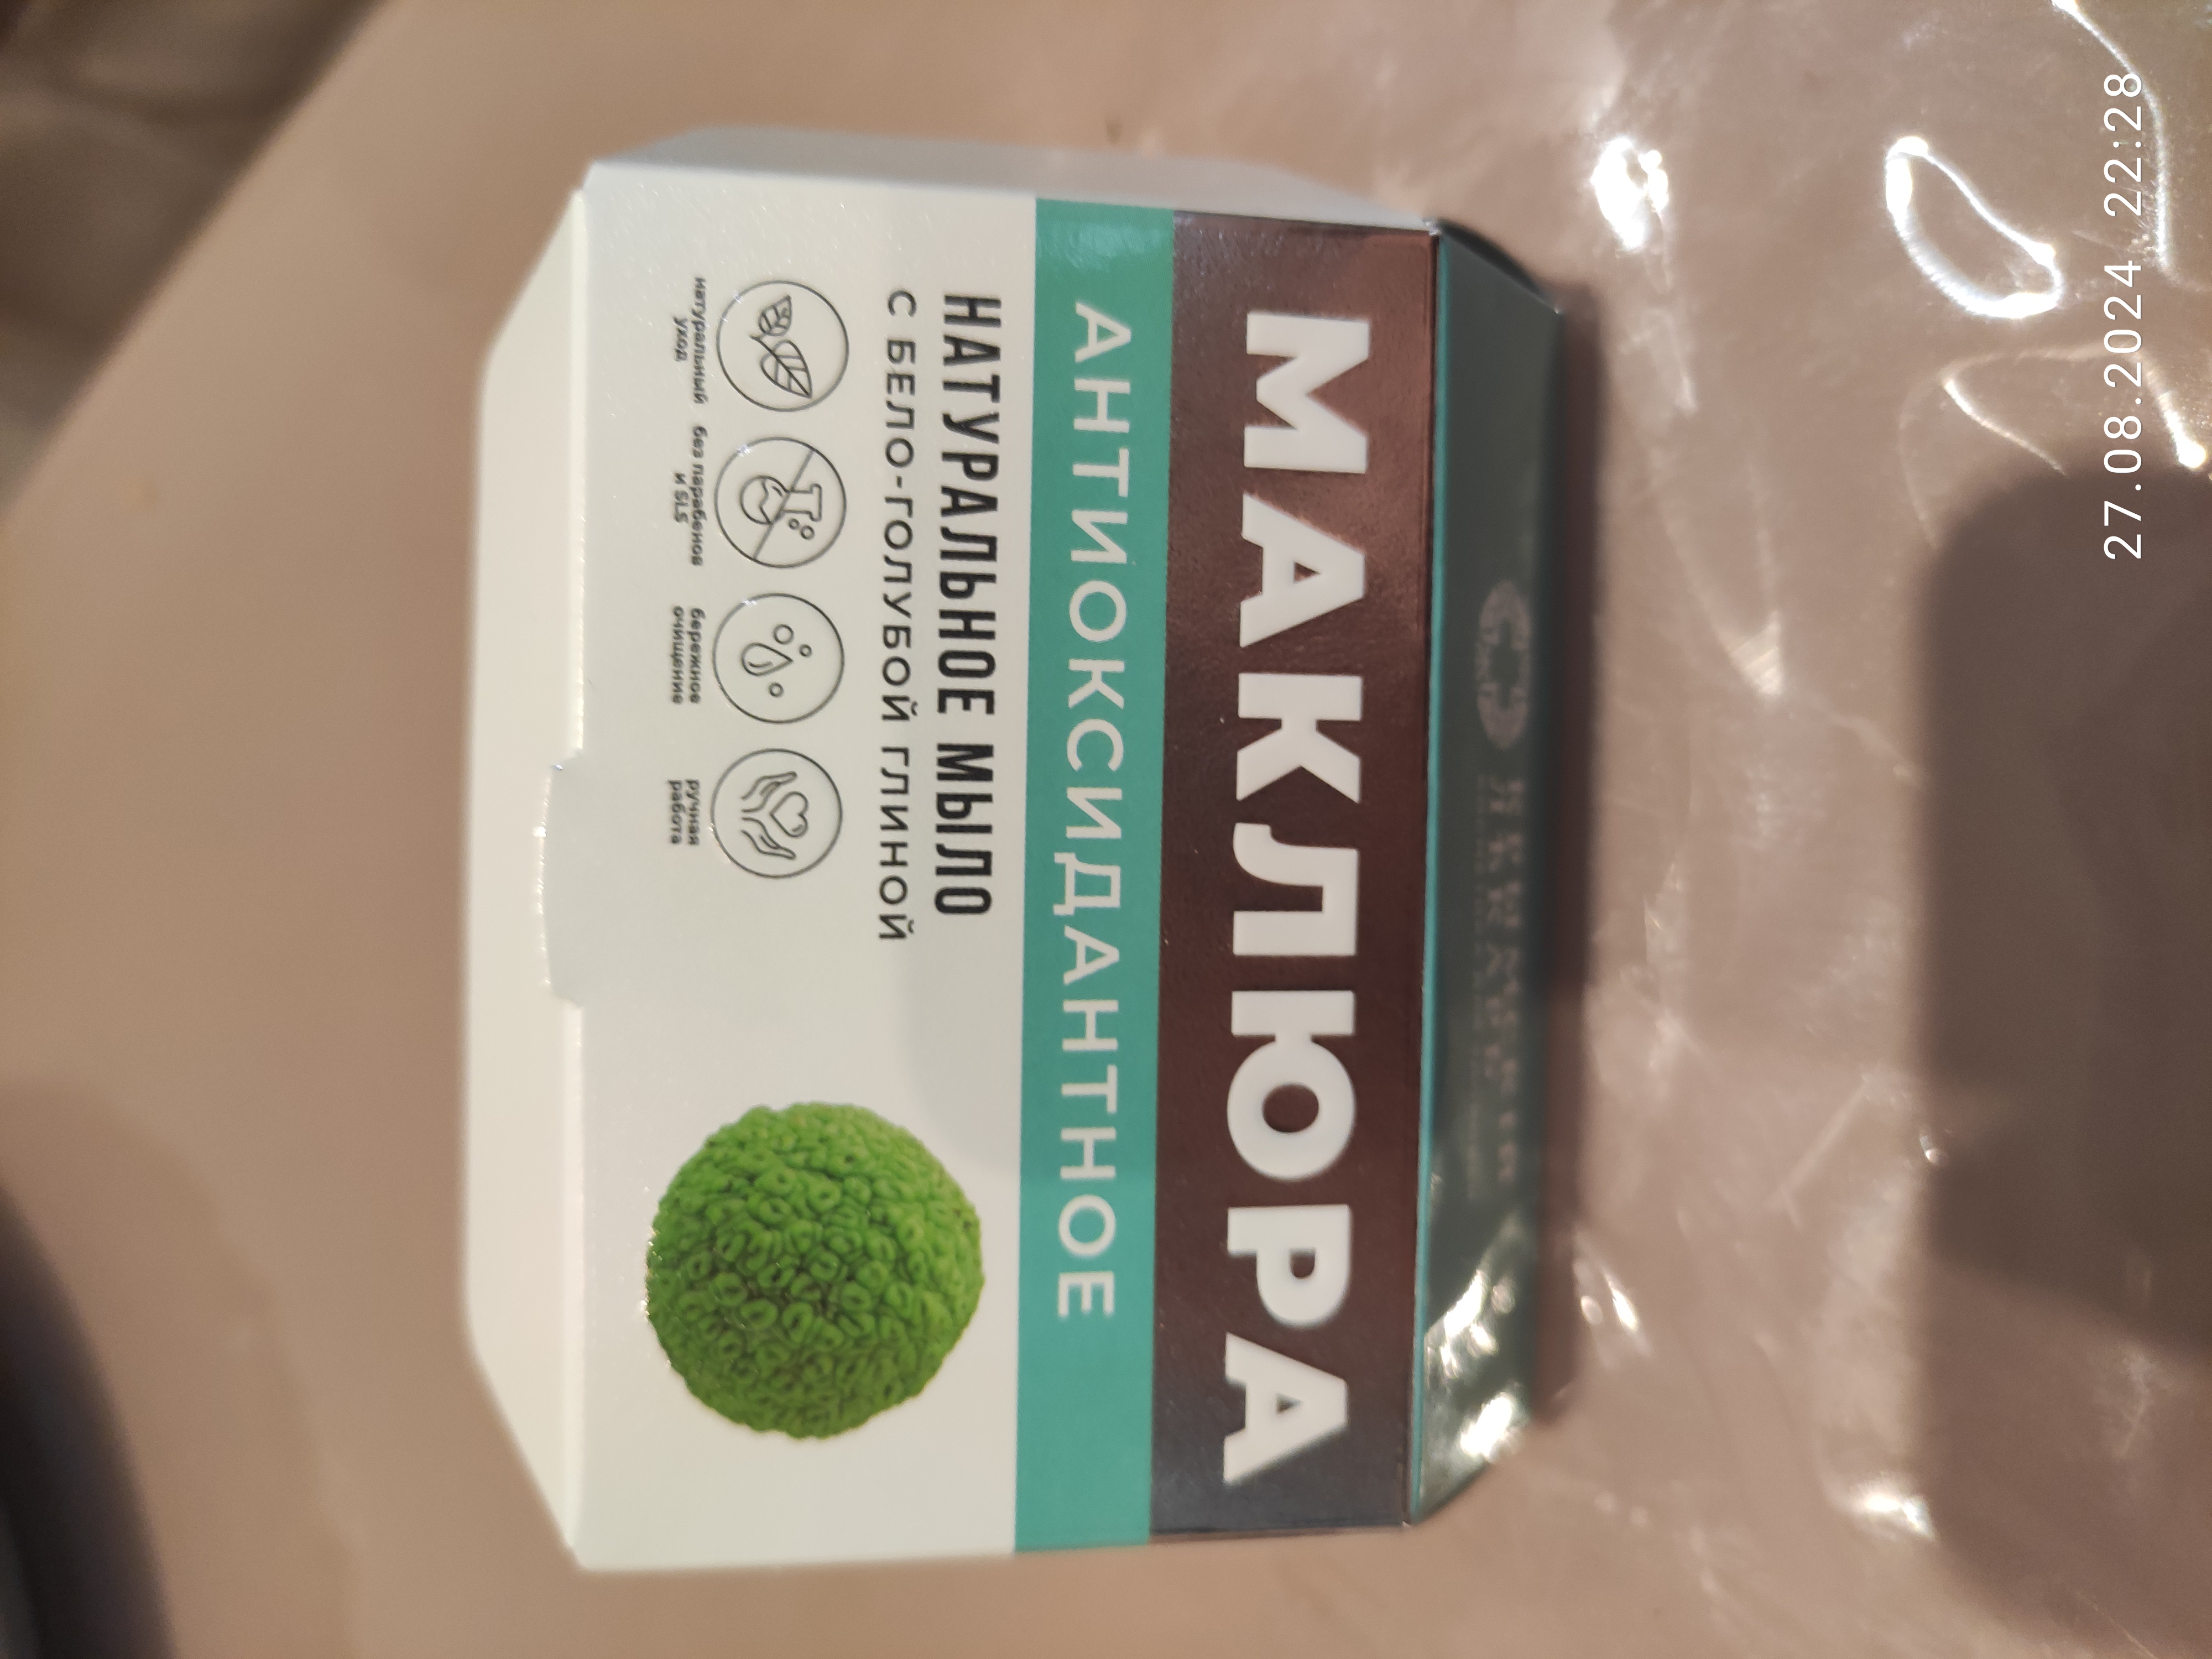 МАКЛЮРА
АНТИОКСИДАНТНОЕ
НАТУРАЛЬНОЕ МЫЛО
С БЕЛО-ГОЛУБОЙ ГЛИНОЙ
натуральный
уход
без парабенов
и SLS
бережное
очищение
ручная
работа
27.08.2024 22:28